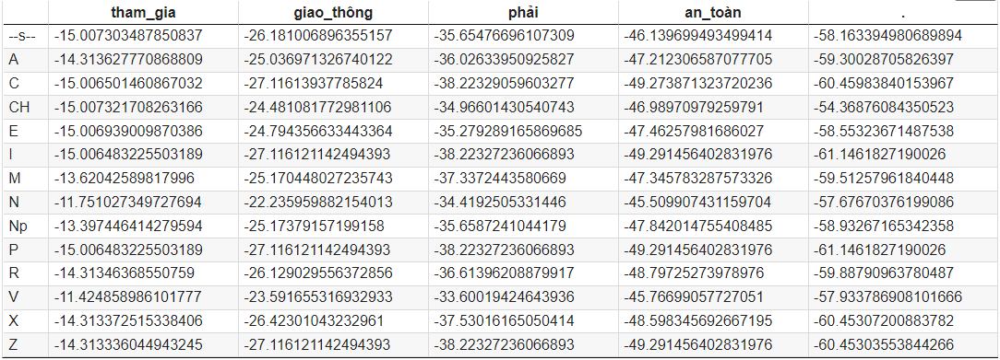 tham_gia giao_thông phải an_toàn .
--s-- -15.007303487850837 -26.181006896355157 -35.65476696107309 -46.139699493499414 -58.163394980689894
A -14.313627770868809 -25.036971326740122 -36.02633950925827 -47.212306587077705 -59.30028705826397
C -15.006501460867032 -27.11613937785824 -38.22329059603277 -49.273871323720236 -60.45983840153967
CH -15.007321708263166 -24.481081772981106 -34.96601430540743 -46.98970979259791 -54.36876084350523
E -15.006939009870386 -24.794356633443364 -35.279289165869685 -47.46257981686027 -58.55323671487538
I -15.006483225503189 -27.116121142494393 -38.22327236066893 -49.291456402831976 -61.1461827190026
M -13.62042589817996 -25.170448027235743 -37.3372443580669 -47.345783287573326 -59.51257961840448
N -11.751027349727694 -22.235959882154013 -34.4192505331446 -45.509907431159704 -57.67670376199086
Np -13.397446414279594 -25.17379157199158 -35.6587241044179 -47.842014755408485 -58.93267165342358
P -15.006483225503189 -27.116121142494393 -38.22327236066893 -49.291456402831976 -61.1461827190026
R -14.31346368550759 -26.129029556372856 -36.61396208879917 -48.79725273978976 -59.88790963780487
V -11.424858986101777 -23.591655316932933 -33.60019424643936 -45.76699057727051 -57.933786908101666
X -14.313372515338406 -26.42301043232961 -37.53016165050414 -48.598345692667195 -60.45307200883782
Z -14.313336044943245 -27.116121142494393 -38.22327236066893 -49.291456402831976 -60.45303553844266